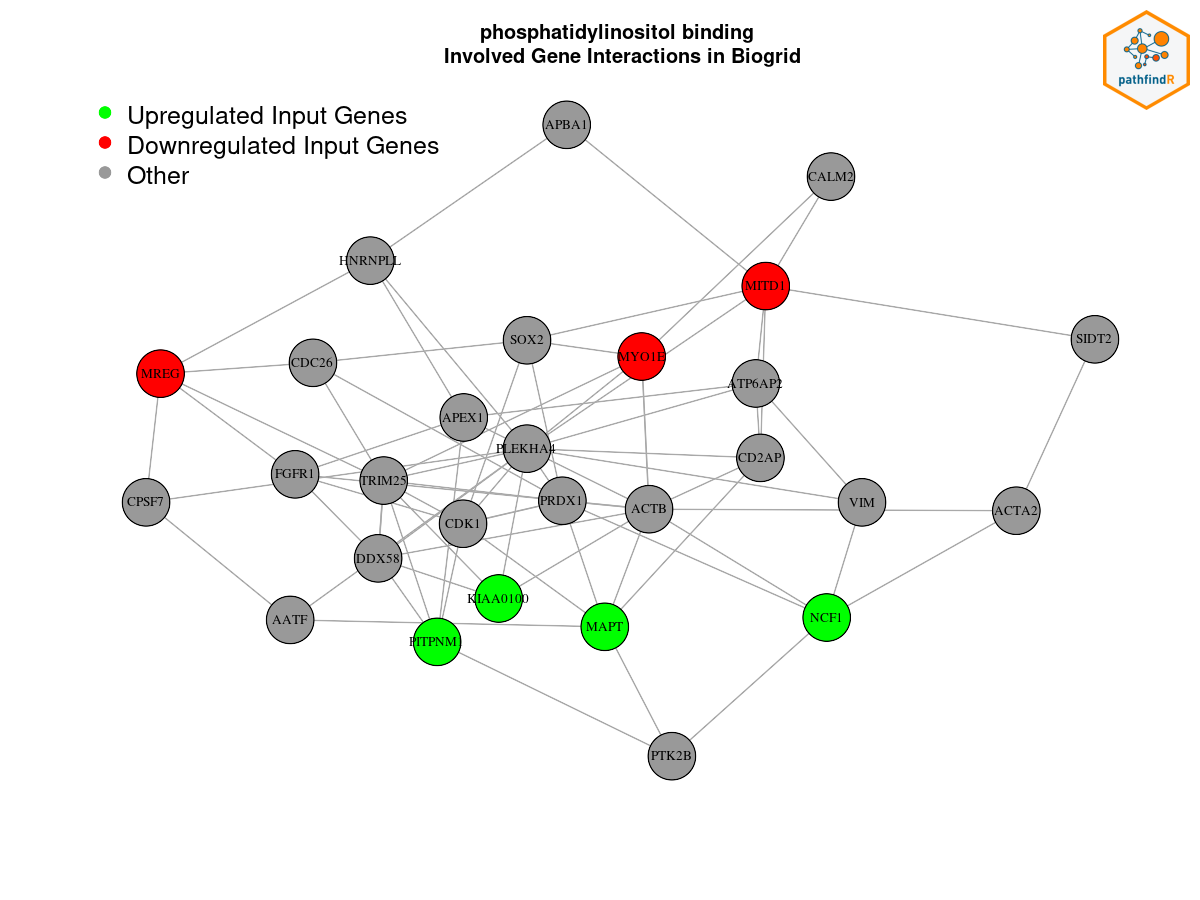 phosphatidylinositol binding
Involved Gene Interactions in Biogrid
pathfindR
Upregulated Input Genes
Downregulated Input Genes
Other
APBA1
CALM2
HNRNPLL
MITD1
SOX2
SIDT2
MYO1E
CDC26
MREG
ATP6AP2
APEX1
PLEKHA4
CD2AP
FGFR1
TRIM25
CPSF7
PRDX1
ACTB
VIM
ACTA2
CDK1
DDX58
KIAA0100
AATF
PITPNM
MAPT
NCF1
PTK2B